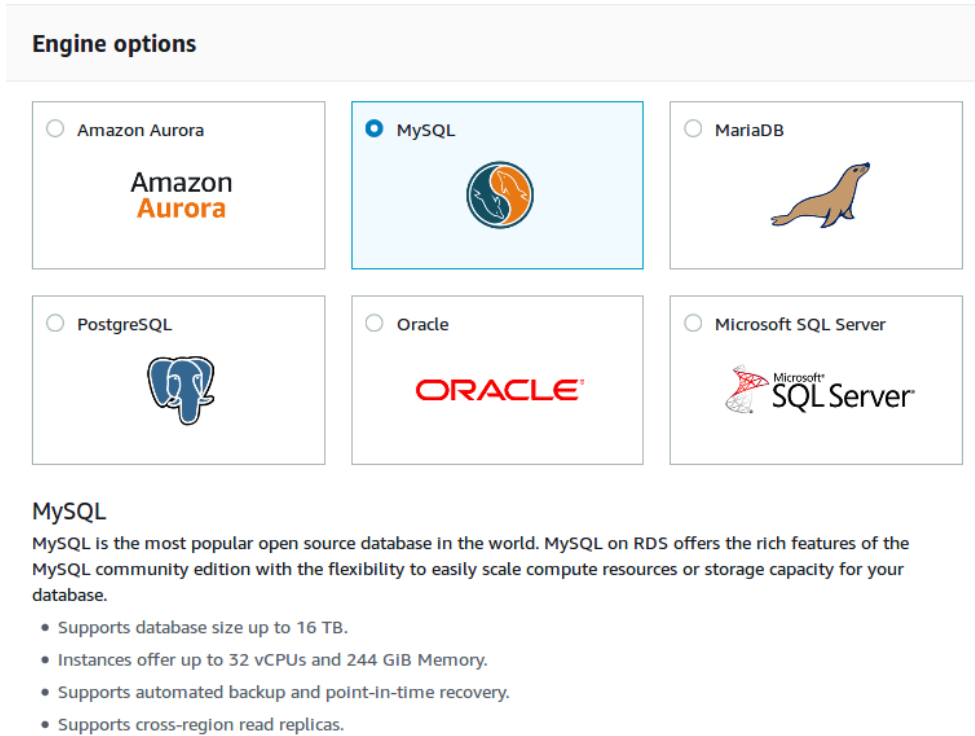 Engine options
Amazon Aurora
Amazon
Aurora
MySQL
MariaDB
PostgreSQL
Oracle
ORACLE®
Microsoft SQL Server
Microsoft®
SQL Server®
MySQL
MySQL is the most popular open source database in the world. MySQL on RDS offers the rich features of the
MySQL community edition with the flexibility to easily scale compute resources or storage capacity for your
database.
• Supports database size up to 16 TB.
• Instances offer up to 32 vCPUs and 244 GiB Memory.
• Supports automated backup and point-in-time recovery.
• Supports cross-region read replicas.